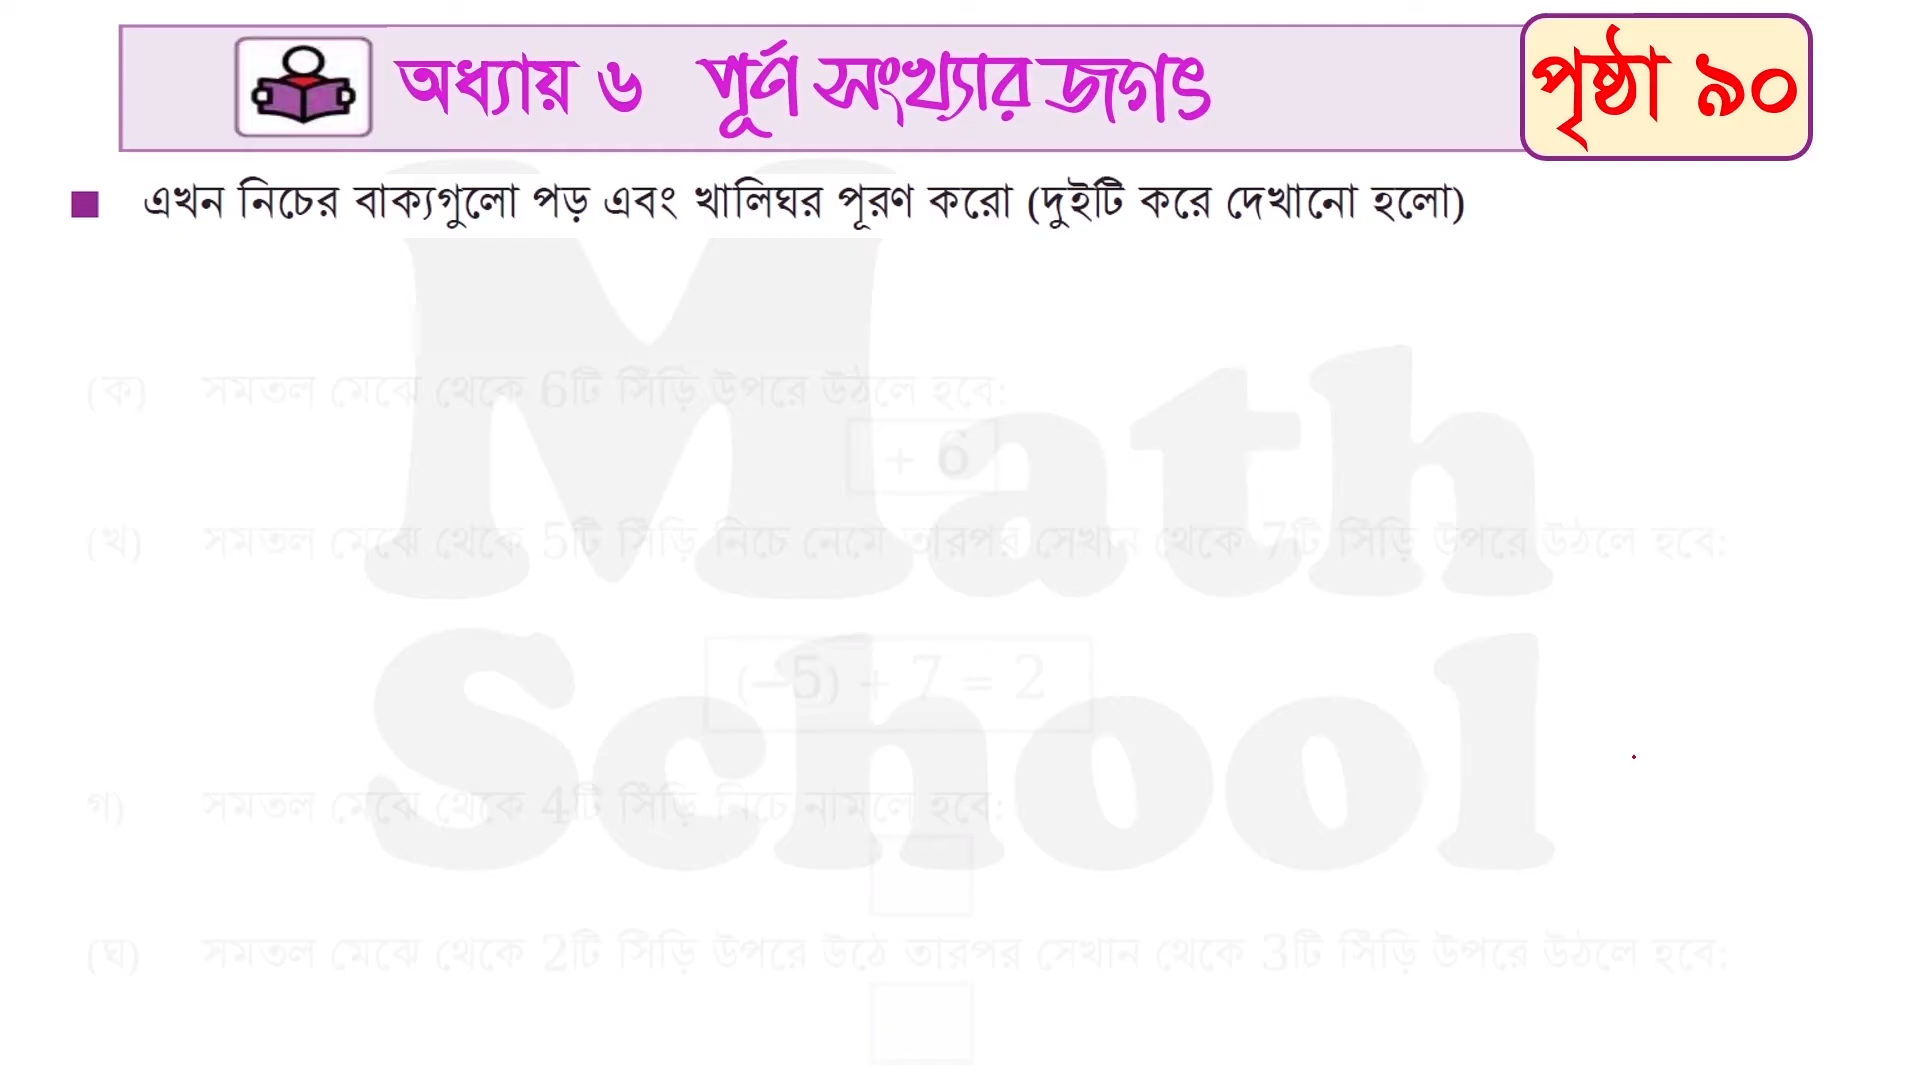 অধ্যায় ৬ পূর্ণ সংখ্যার জগৎ
পৃষ্ঠা ৯০
এখন নিচের বাক্যগুলো পড় এবং খালিঘর পূরণ করো (দুইটি করে দেখানো হলো)
(ক) সমতল মেঝে থেকে 6টি সিঁড়ি উপরে উঠলে হবে:
+ 6
(খ) সমতল মেঝে থেকে 5টি সিঁড়ি নিচে নেমে তারপর সেখান থেকে 7টি সিঁড়ি উপরে উঠলে হবে:
(−5) + 7 = 2
গ) সমতল মেঝে থেকে 4টি সিঁড়ি নিচে নামলে হবে:
(ঘ) সমতল মেঝে থেকে 2টি সিঁড়ি উপরে উঠে তারপর সেখান থেকে 3টি সিঁড়ি উপরে উঠলে হবে:
Math
School